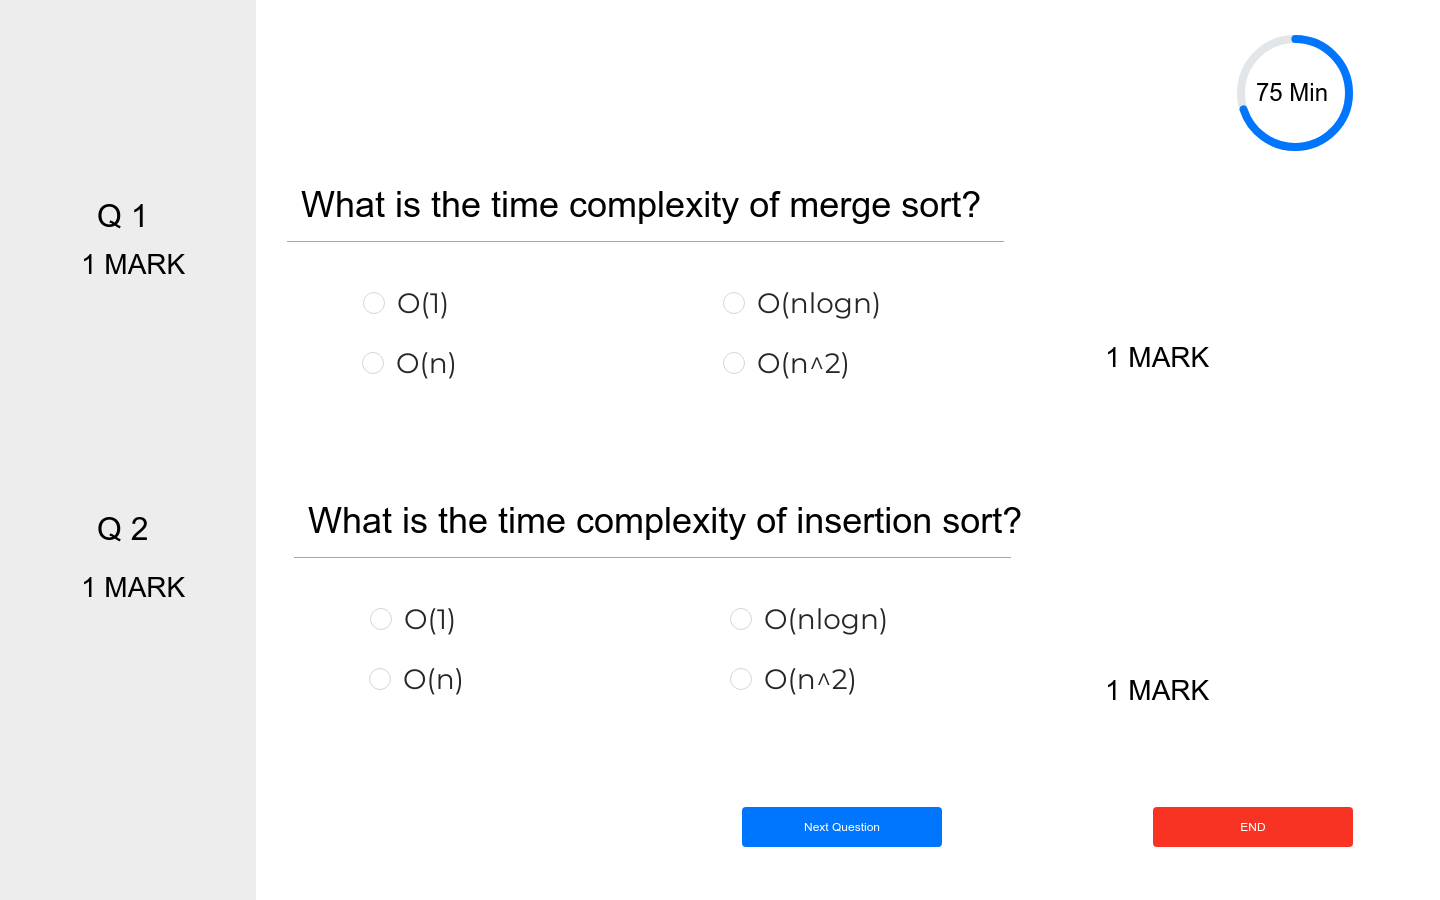 75 Min
Q 1
1 MARK
What is the time complexity of merge sort?
O(1)
O(nlogn)
O(n)
O(n^2)
1 MARK
Q 2
1 MARK
What is the time complexity of insertion sort?
O(1)
O(nlogn)
O(n)
O(n^2)
1 MARK
Next Question
END